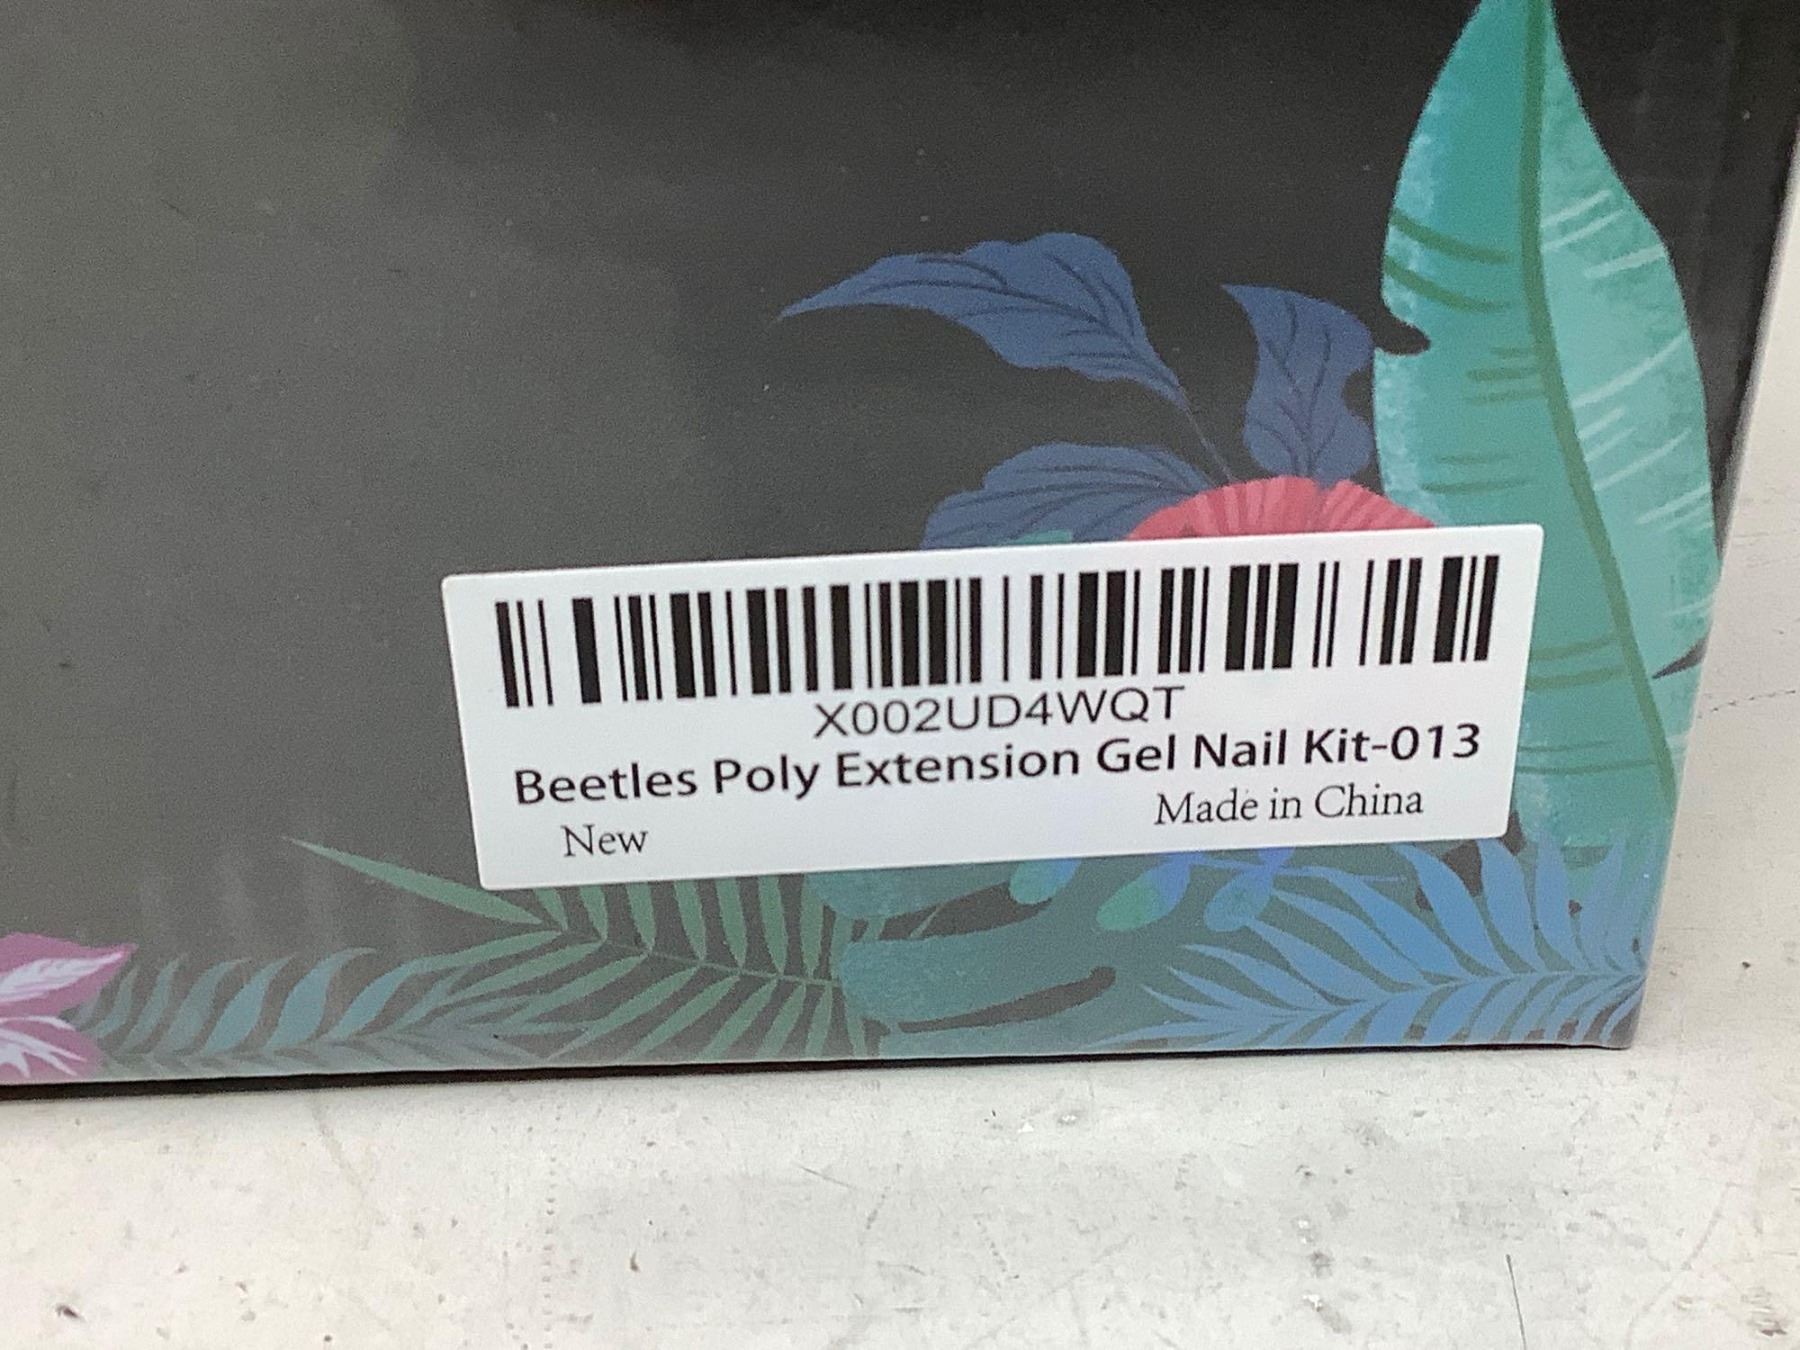 X002UD4WQT
Beetles Poly Extension Gel Nail Kit-013
New Made in China